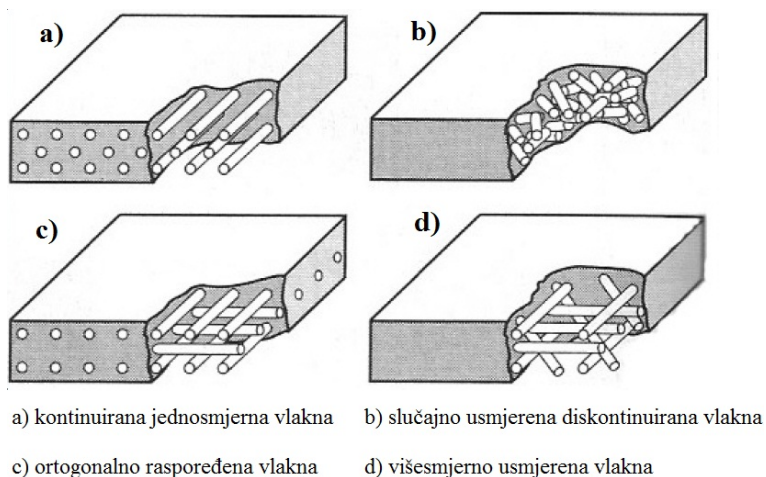 a)
b)
c)
d)
a) kontinuirana jednosmjerna vlakna
b) slučajno usmjerena diskontinuirana vlakna
c) ortogonalno raspoređena vlakna
d) višesmjerno usmjerena vlakna